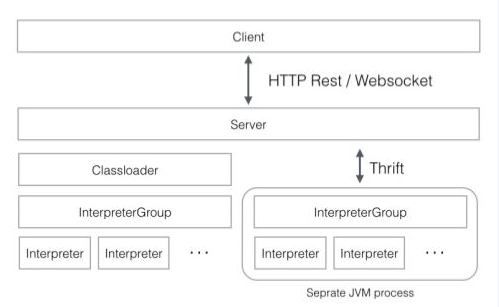 Client
HTTP Rest / Websocket
Server
Classloader
Thrift
InterpreterGroup
InterpreterGroup
Interpreter
Interpreter
...
Interpreter
Interpreter
...
Seprate JVM process